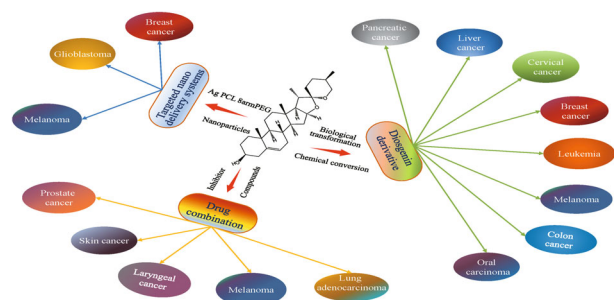 Breast
cancer
Glioblastoma
Melanoma
Targeted nano
delivery systems
Ag PCL 8armPEG
Nanoparticles
Pancreatic
cancer
Liver
cancer
Cervical
cancer
Breast
cancer
Leukemia
Melanoma
Colon
cancer
Oral
carcinoma
Biological
transformation
Chemical conversion
Diosgenin
derivative
Inhibitor
Compounds
Drug
combination
Prostate
cancer
Skin cancer
Laryngeal
cancer
Melanoma
Lung
adenocarcinoma